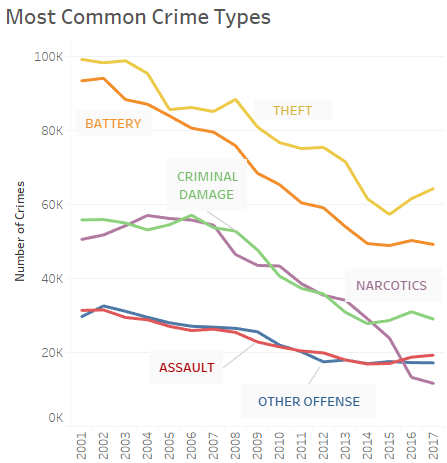 Most Common Crime Types
Number of Crimes
100K
80K
60K
40K
20K
0K
THEFT
BATTERY
CRIMINAL
DAMAGE
NARCOTICS
ASSAULT
OTHER OFFENSE
2001
2002
2003
2004
2005
2006
2007
2008
2009
2010
2011
2012
2013
2014
2015
2016
2017